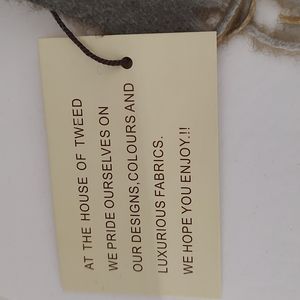 AT THE HOUSE OF TWEED
WE PRIDE OURSELVES ON
OUR DESIGNS,COLOURS AND
LUXURIOUS FABRICS.
WE HOPE YOU ENJOY.!!